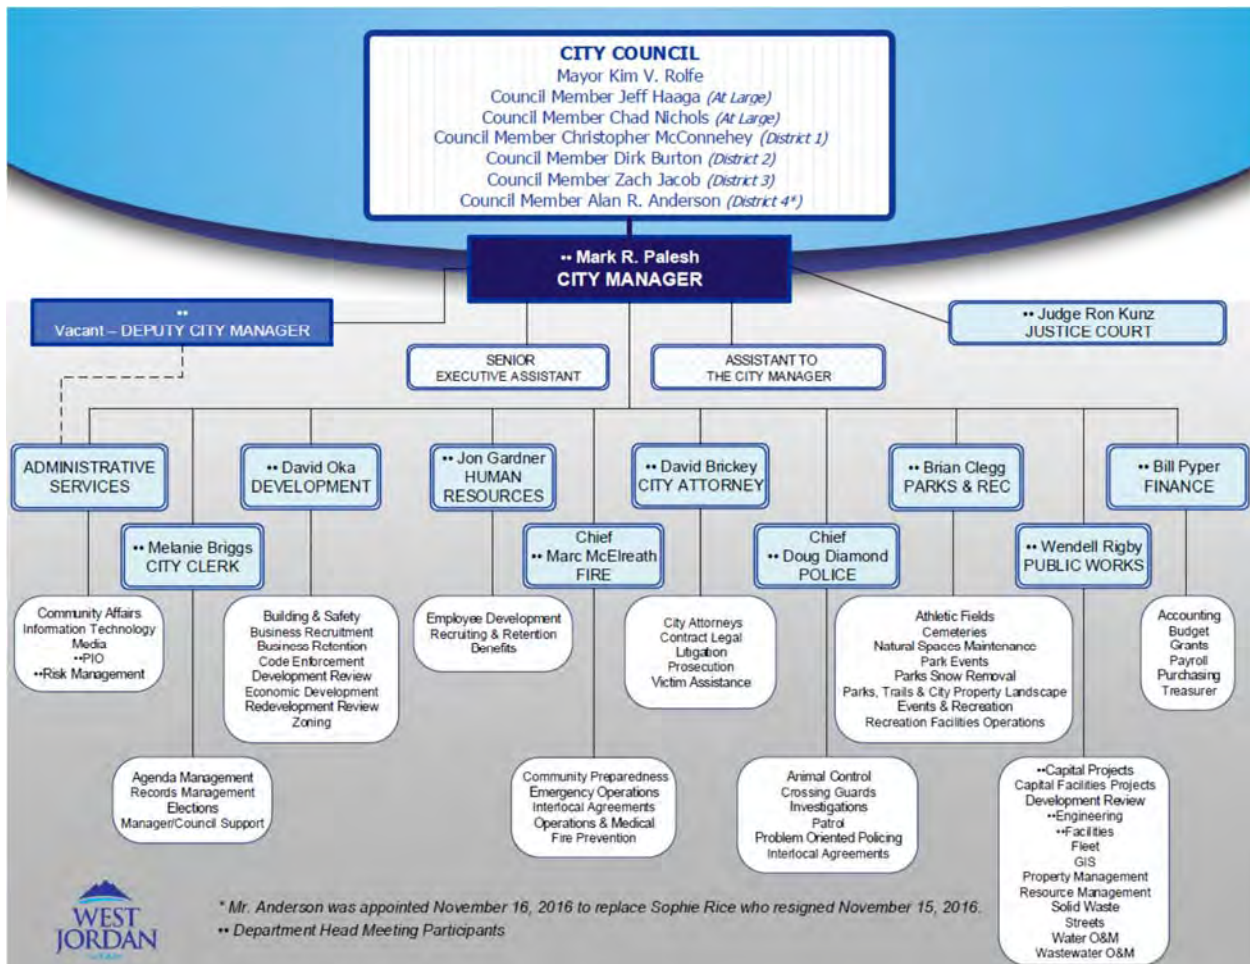 CITY COUNCIL
Mayor Kim V. Rolfe
Council Member Jeff Haaga (At Large)
Council Member Chad Nichols (At Large)
Council Member Christopher McConnehey (District 1)
Council Member Dirk Burton (District 2)
Council Member Zach Jacob (District 3)
Council Member Alan R. Anderson (District 4*)
•• Mark R. Palesh
CITY MANAGER
••
Vacant – DEPUTY CITY MANAGER
•• Judge Ron Kunz
JUSTICE COURT
SENIOR
EXECUTIVE ASSISTANT
ASSISTANT TO
THE CITY MANAGER
ADMINISTRATIVE
SERVICES
•• David Oka
DEVELOPMENT
•• Jon Gardner
HUMAN
RESOURCES
•• David Brickey
CITY ATTORNEY
•• Brian Clegg
PARKS & REC
•• Bill Pyper
FINANCE
•• Melanie Briggs
CITY CLERK
Chief
•• Marc McElreath
FIRE
Chief
•• Doug Diamond
POLICE
•• Wendell Rigby
PUBLIC WORKS
Community Affairs
Information Technology
Media
••PIO
••Risk Management
Building & Safety
Business Recruitment
Business Retention
Code Enforcement
Development Review
Economic Development
Redevelopment Review
Zoning
Employee Development
Recruiting & Retention
Benefits
City Attorneys
Contract Legal
Litigation
Prosecution
Victim Assistance
Athletic Fields
Cemeteries
Natural Spaces Maintenance
Park Events
Parks Snow Removal
Parks, Trails & City Property Landscape
Events & Recreation
Recreation Facilities Operations
Accounting
Budget
Grants
Payroll
Purchasing
Treasurer
Agenda Management
Records Management
Elections
Manager/Council Support
Community Preparedness
Emergency Operations
Interlocal Agreements
Operations & Medical
Fire Prevention
Animal Control
Crossing Guards
Investigations
Patrol
Problem Oriented Policing
Interlocal Agreements
••Capital Projects
Capital Facilities Projects
Development Review
••Engineering
••Facilities
Fleet
GIS
Property Management
Resource Management
Solid Waste
Streets
Water O&M
Wastewater O&M
WEST
JORDAN
* Mr. Anderson was appointed November 16, 2016 to replace Sophie Rice who resigned November 15, 2016.
•• Department Head Meeting Participants